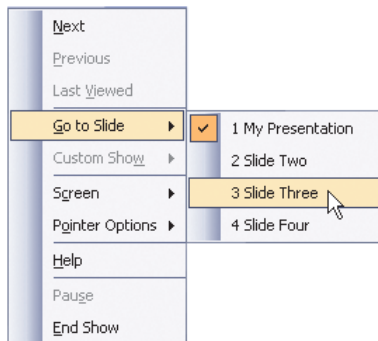 Next
Previous
Last Viewed
Go to Slide
Custom Show
Screen
Pointer Options
Help
Pause
End Show
1 My Presentation
2 Slide Two
3 Slide Three
4 Slide Four